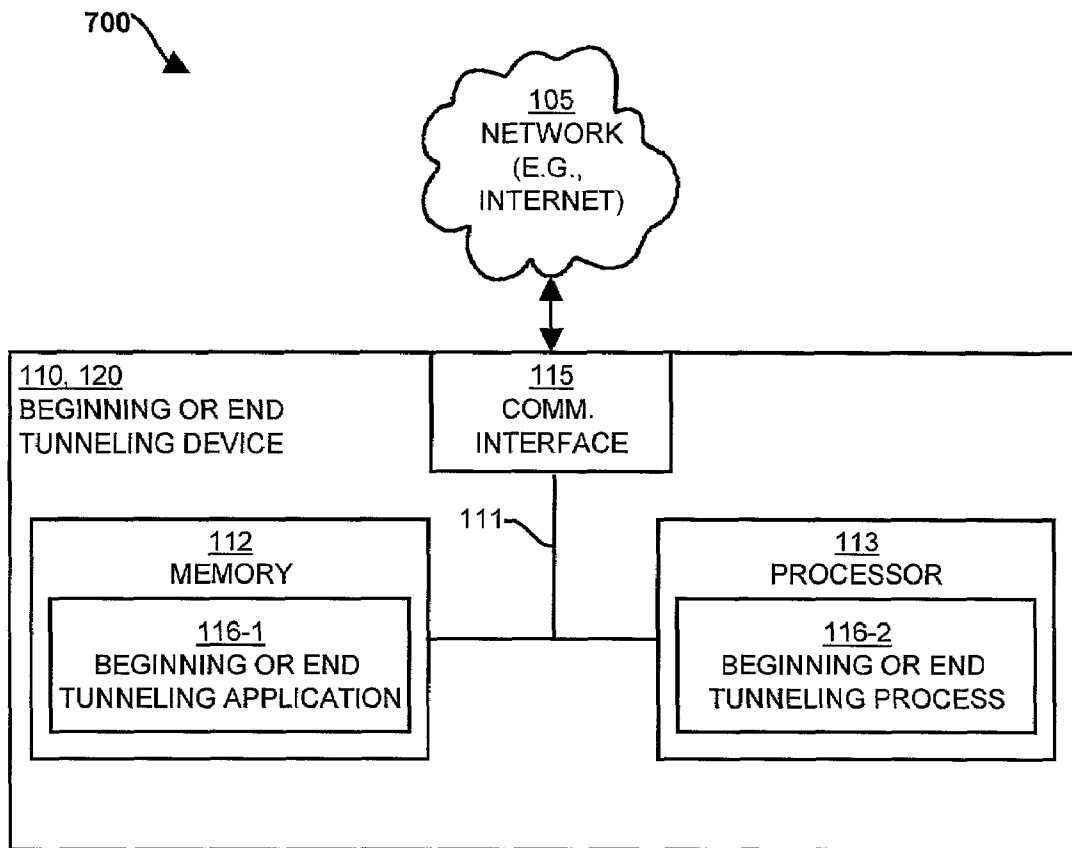 700
105
NETWORK
(E.G.,
INTERNET)
110, 120
BEGINNING OR END
TUNNELING DEVICE
115
COMM.
INTERFACE
111
112
MEMORY
116-1
BEGINNING OR END
TUNNELING APPLICATION
113
PROCESSOR
116-2
BEGINNING OR END
TUNNELING PROCESS